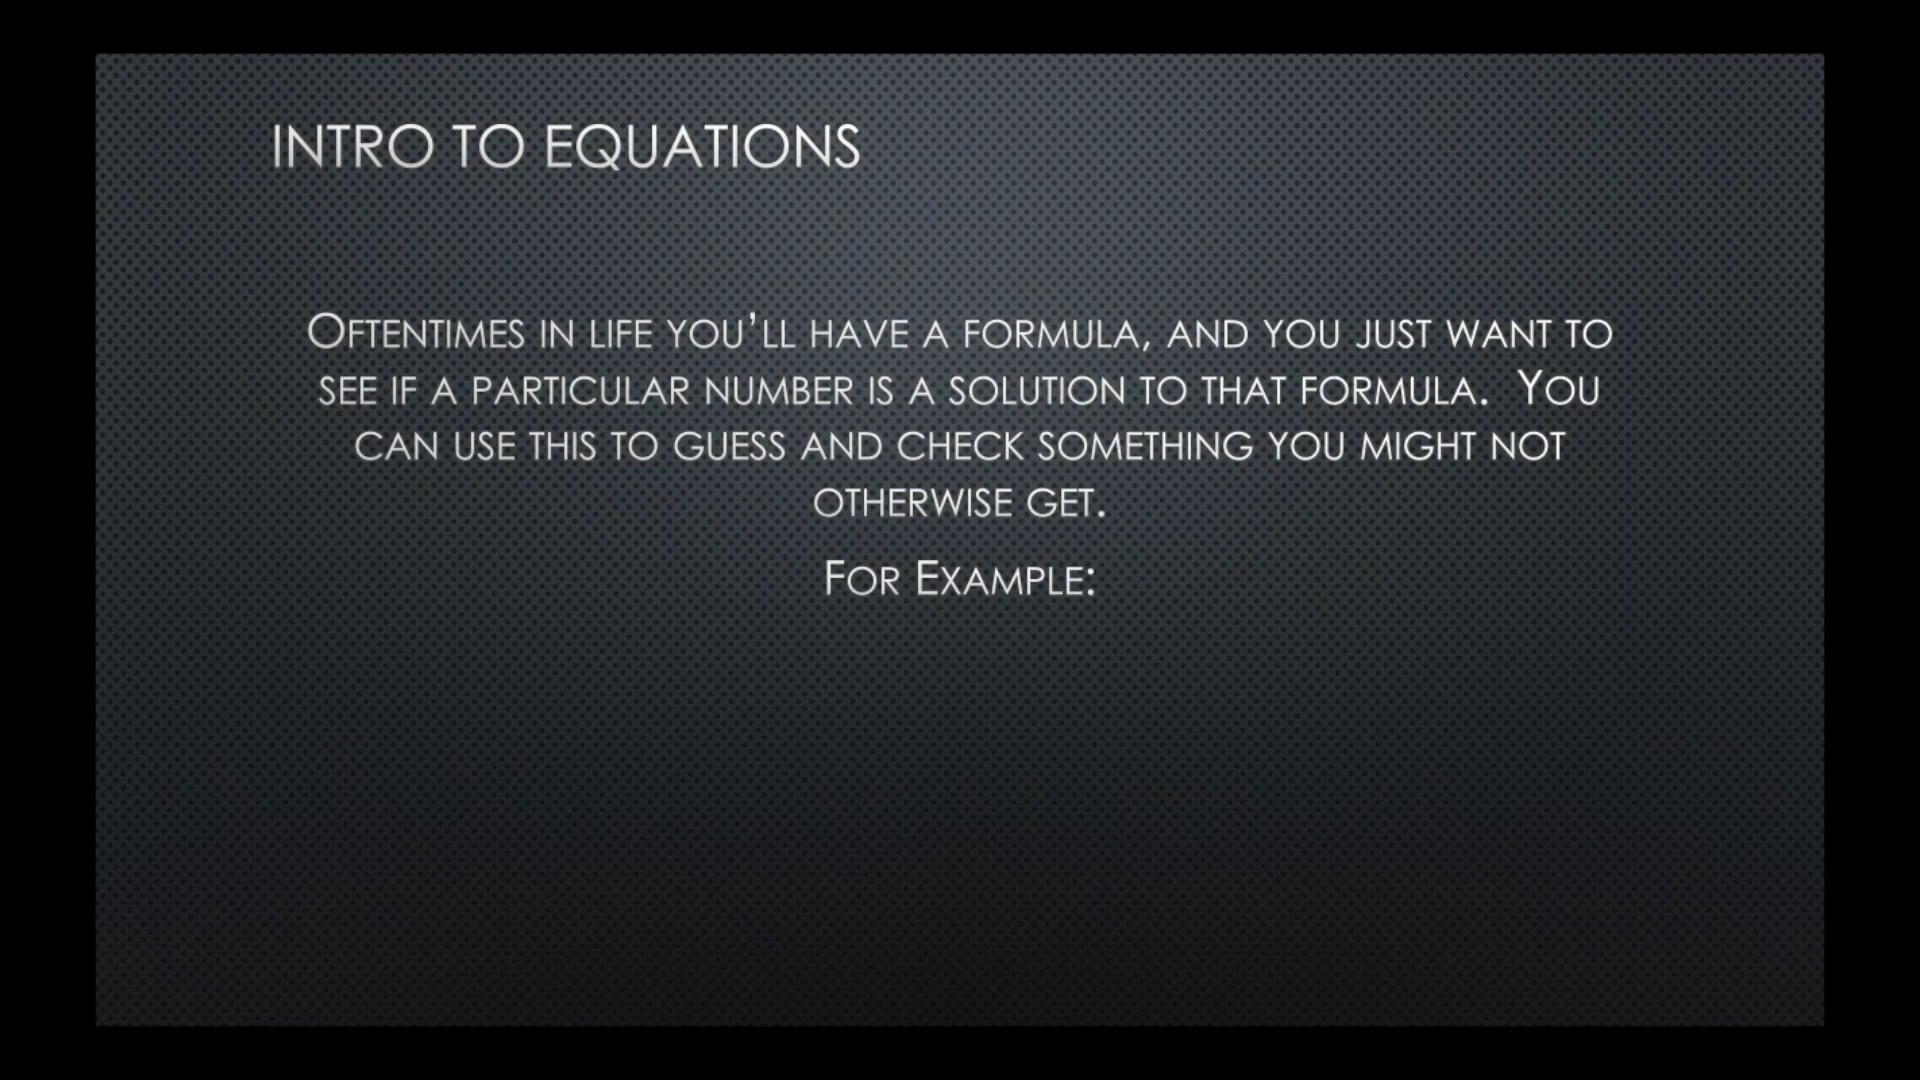 INTRO TO EQUATIONS
OFTENTIMES IN LIFE YOU'LL HAVE A FORMULA, AND YOU JUST WANT TO
SEE IF A PARTICULAR NUMBER IS A SOLUTION TO THAT FORMULA. YOU
CAN USE THIS TO GUESS AND CHECK SOMETHING YOU MIGHT NOT
OTHERWISE GET.
FOR EXAMPLE: